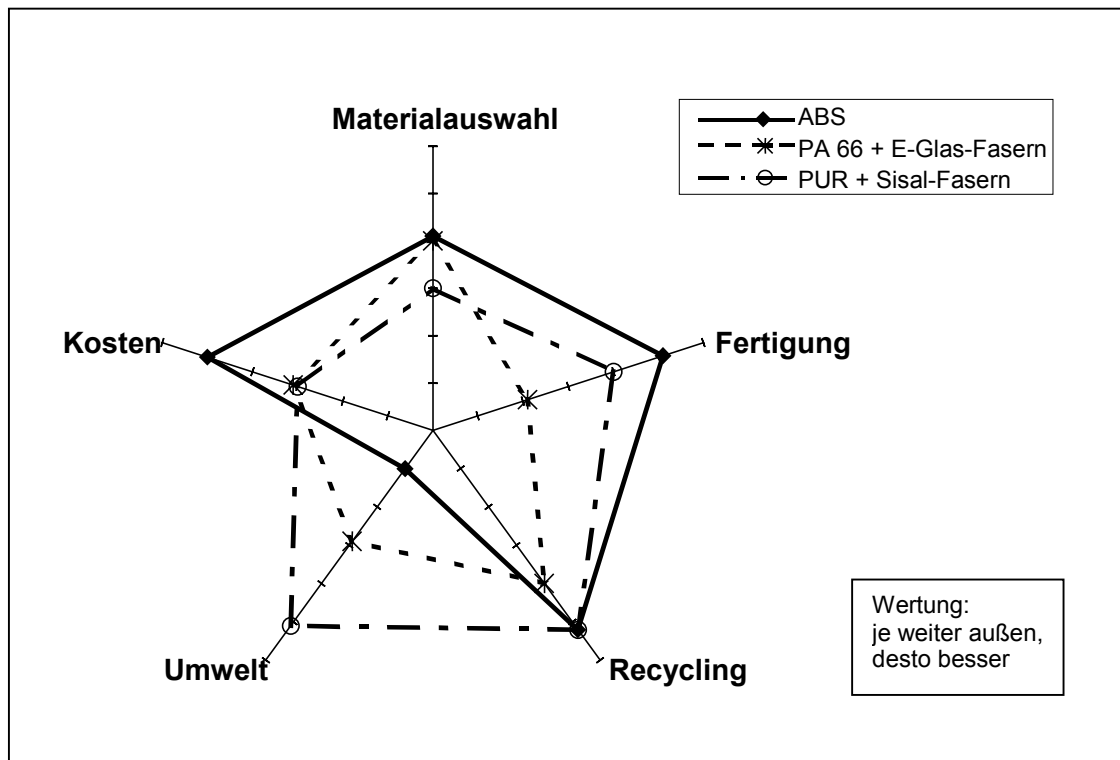 Materialauswahl
ABS
PA 66 + E-Glas-Fasern
PUR + Sisal-Fasern
Kosten
Fertigung
Umwelt
Recycling
Wertung:
je weiter außen,
desto besser